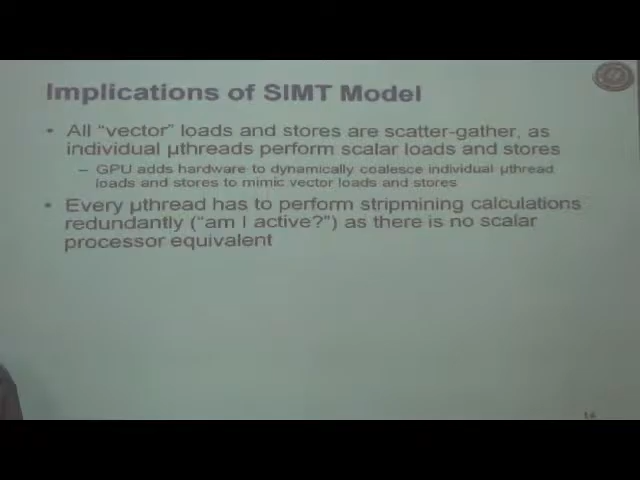 Implications of SIMT Model
• All “vector” loads and stores are scatter-gather, as
individual μthreads perform scalar loads and stores
– GPU adds hardware to dynamically coalesce individual μthread
loads and stores to mimic vector loads and stores
• Every μthread has to perform stripmining calculations
redundantly (“am I active?”) as there is no scalar
processor equivalent